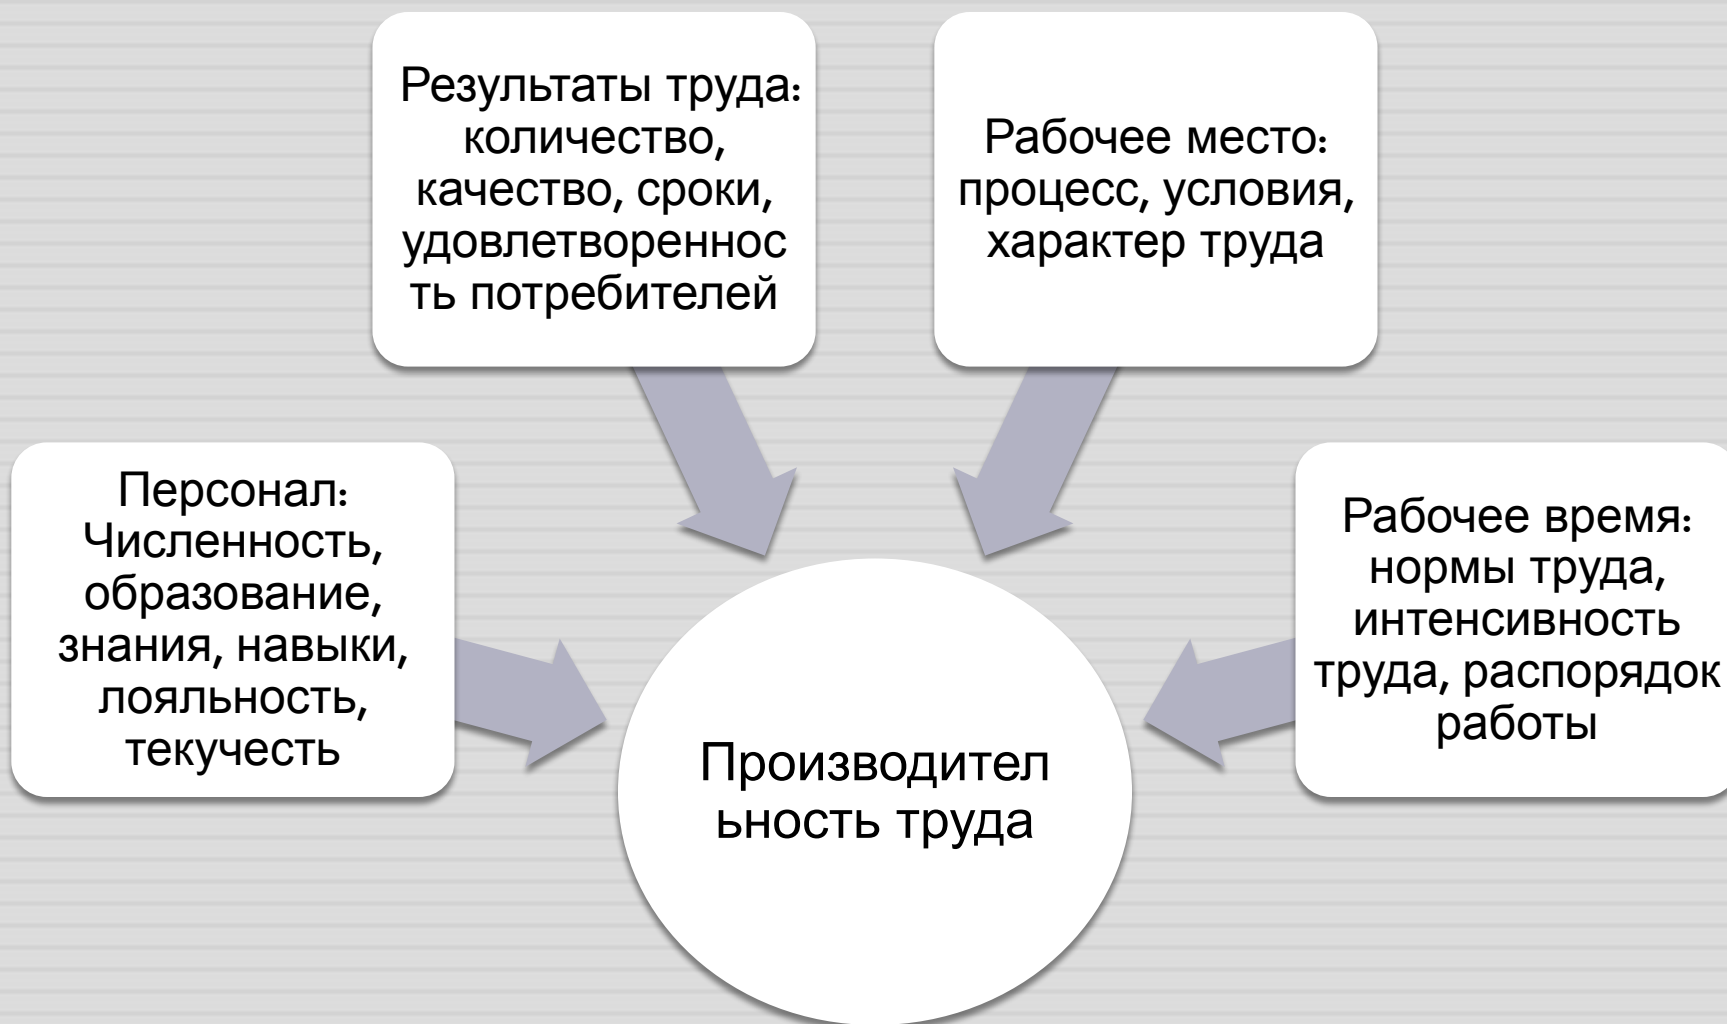 Результаты труда:
количество,
качество, сроки,
удовлетвореннос
ть потребителей
Рабочее место:
процесс, условия,
характер труда
Персонал:
Численность,
образование,
знания, навыки,
лояльность,
текучесть
Рабочее время:
нормы труда,
интенсивность
труда, распорядок
работы
Производител
ьность труда